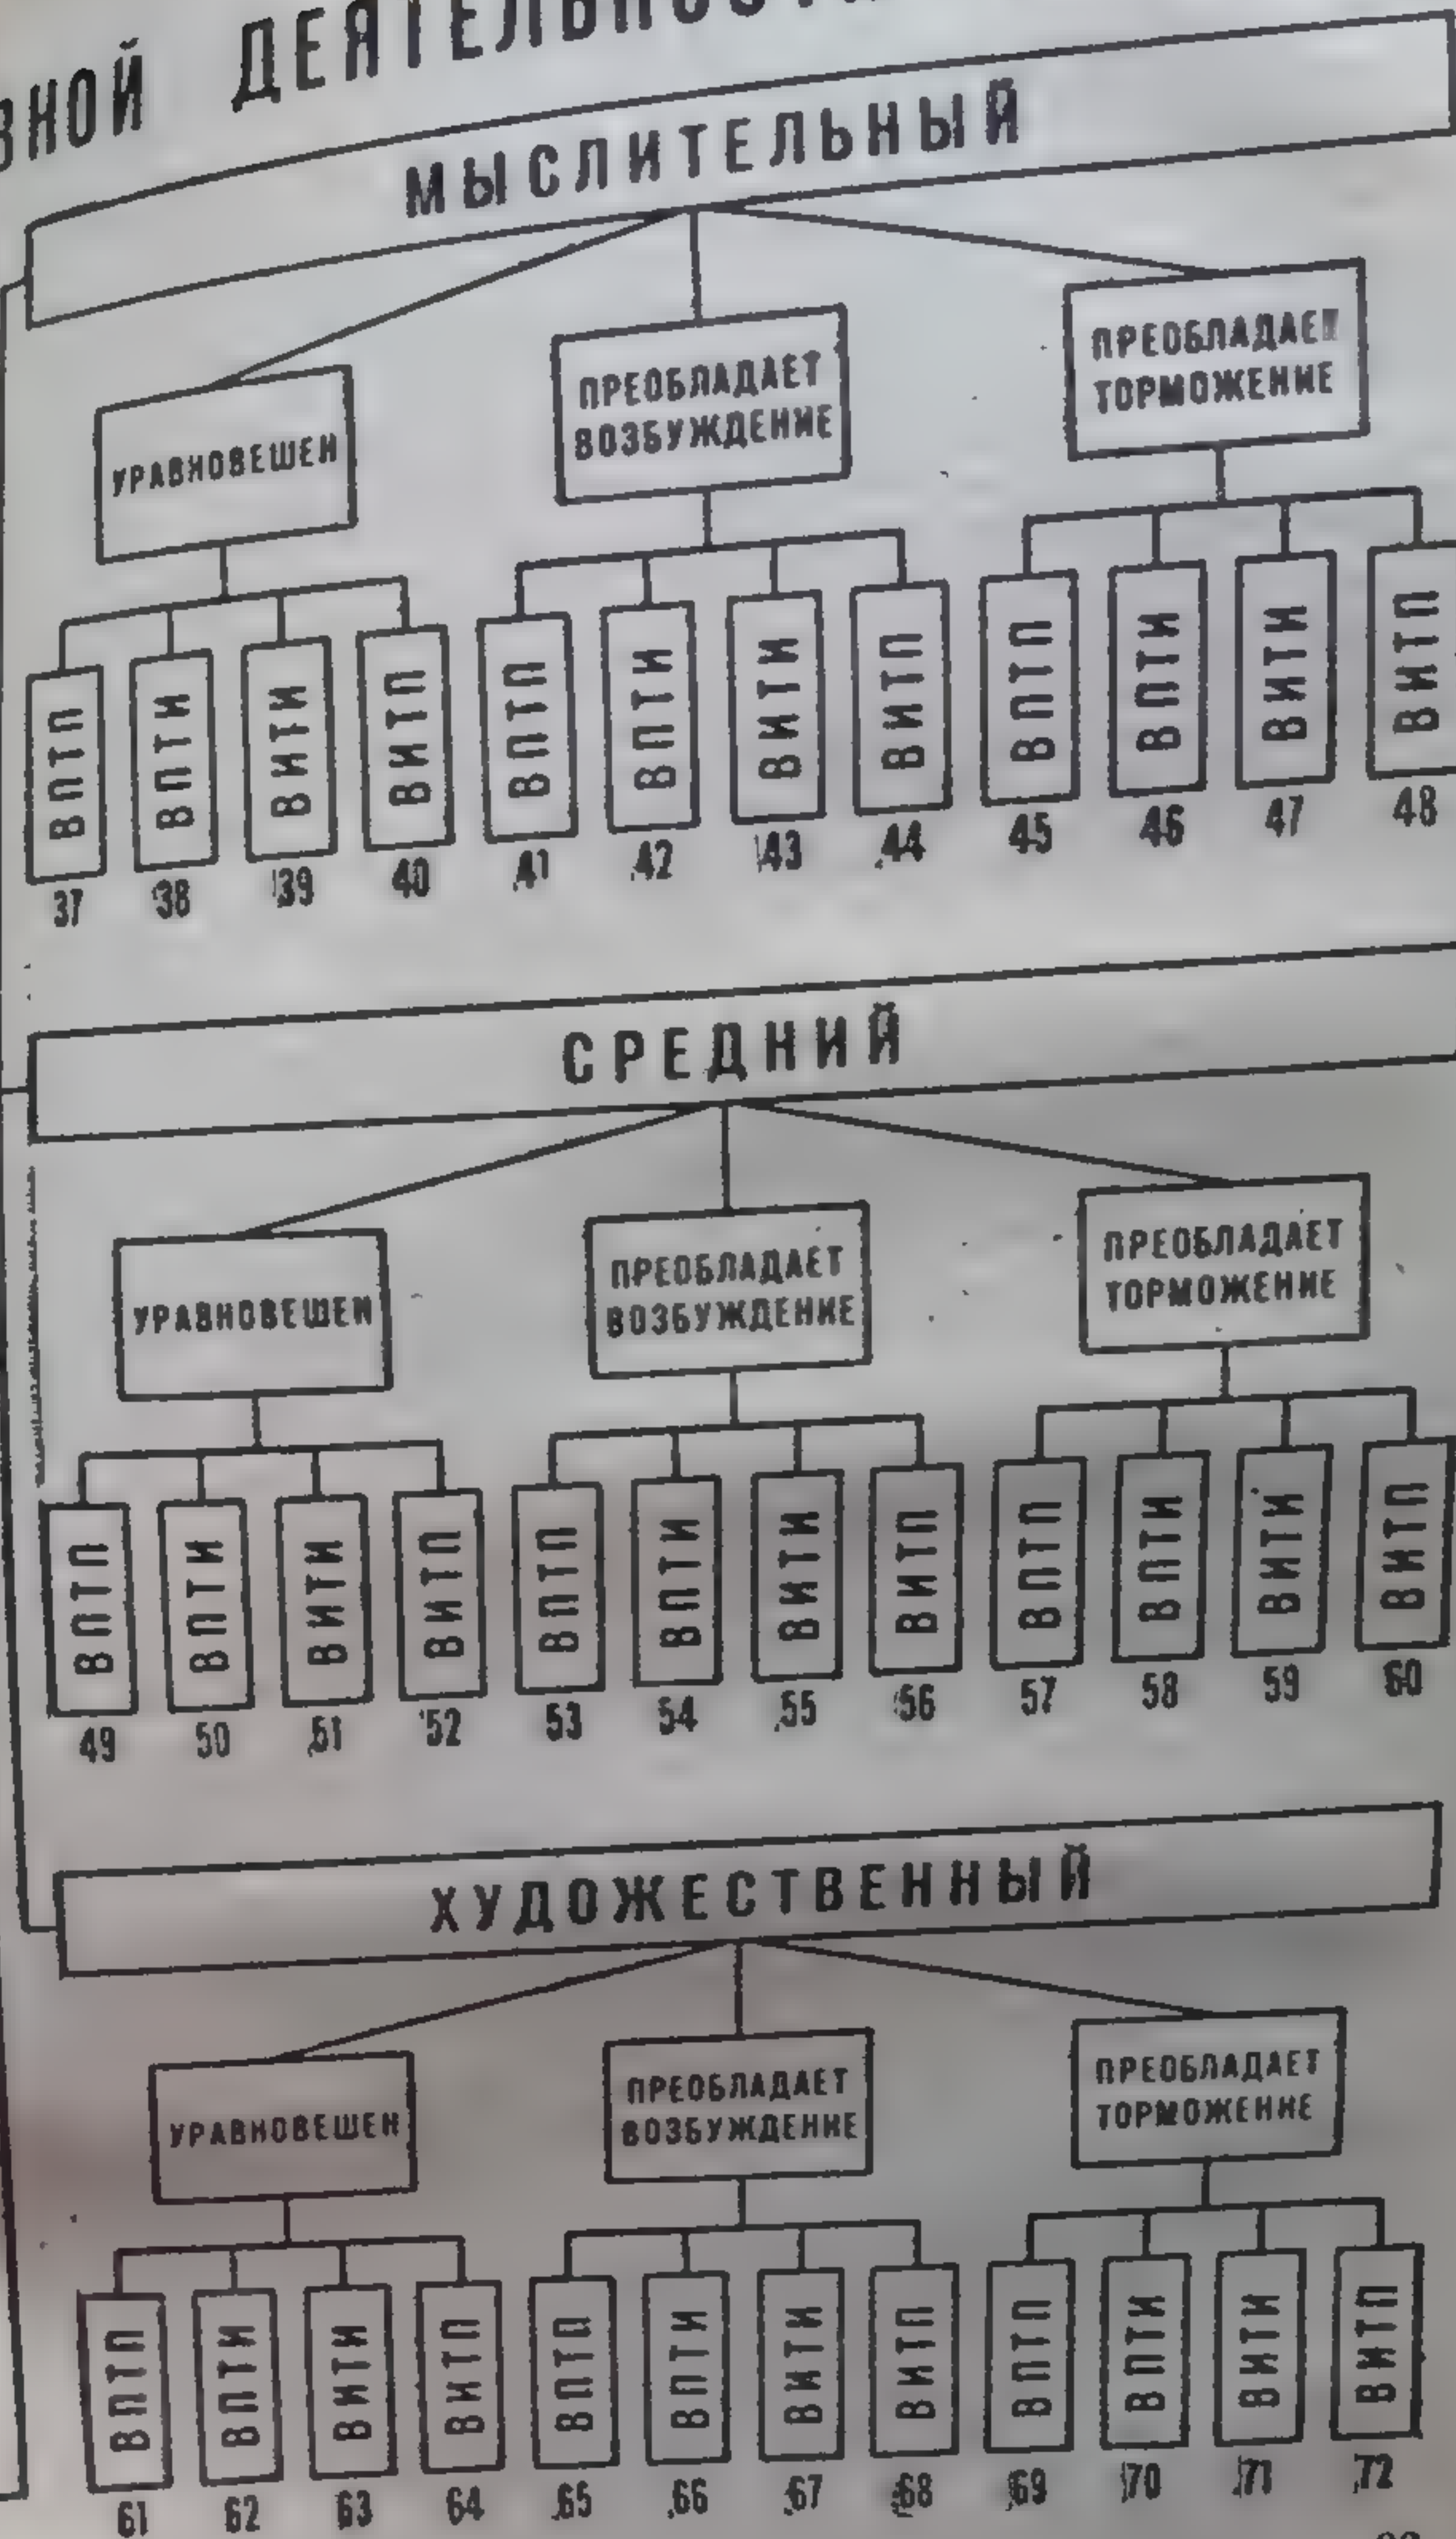 ВНОЙ ДЕЯТЕЛЬНОСТИ
МЫСЛИТЕЛЬНЫЙ
УРАВНОВЕШЕН
ПРЕОБЛАДАЕТ
ВОЗБУЖДЕНИЕ
ПРЕОБЛАДАЕТ
ТОРМОЖЕНИЕ
ВПТП ВПТИ ВИТИ ВИТП ВПТП ВПТИ ВИТИ ВИТП ВПТП ВПТИ ВИТИ ВИТП
37 38 39 40 41 42 43 44 45 46 47 48
СРЕДНИЙ
УРАВНОВЕШЕН
ПРЕОБЛАДАЕТ
ВОЗБУЖДЕНИЕ
ПРЕОБЛАДАЕТ
ТОРМОЖЕНИЕ
ВПТП ВПТИ ВИТИ ВИТП ВПТП ВПТИ ВИТИ ВИТП ВПТП ВПТИ ВИТИ ВИТП
49 50 51 52 53 54 55 56 57 58 59 60
ХУДОЖЕСТВЕННЫЙ
УРАВНОВЕШЕН
ПРЕОБЛАДАЕТ
ВОЗБУЖДЕНИЕ
ПРЕОБЛАДАЕТ
ТОРМОЖЕНИЕ
ВПТП ВПТИ ВИТИ ВИТП ВПТП ВПТИ ВИТИ ВИТП ВПТП ВПТИ ВИТИ ВИТП
61 62 63 64 65 66 67 68 69 70 71 72